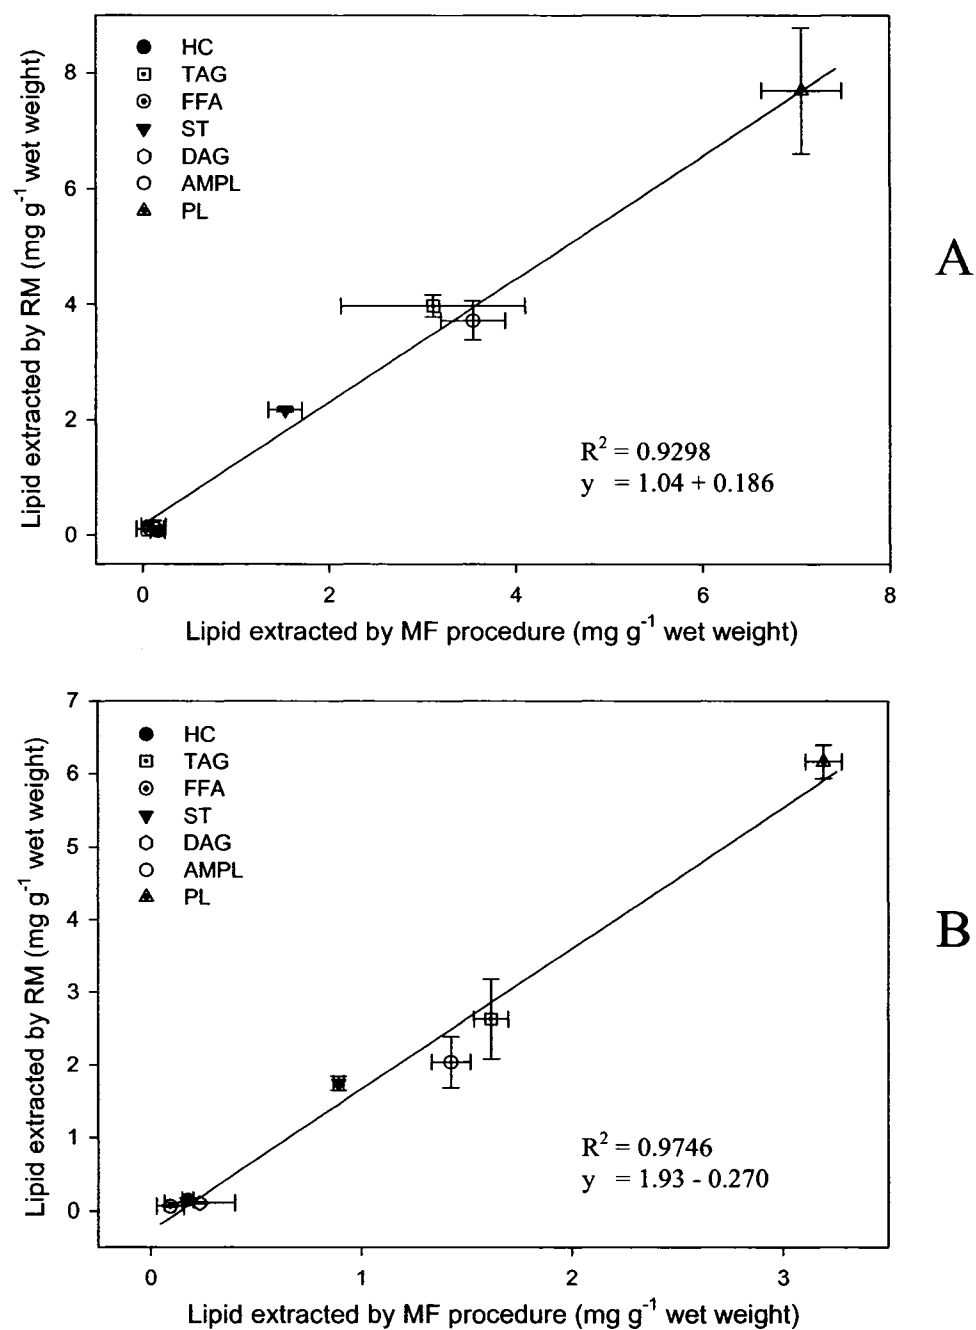 HC
TAG
FFA
ST
DAG
AMPL
PL
8
6
4
2
0
Lipid extracted by RM (mg g⁻¹ wet weight)
R² = 0.9298
y = 1.04 + 0.186
0 2 4 6 8
Lipid extracted by MF procedure (mg g⁻¹ wet weight)
A
HC
TAG
FFA
ST
DAG
AMPL
PL
7
6
5
4
3
2
1
0
Lipid extracted by RM (mg g⁻¹ wet weight)
R² = 0.9746
y = 1.93 - 0.270
0 1 2 3
Lipid extracted by MF procedure (mg g⁻¹ wet weight)
B